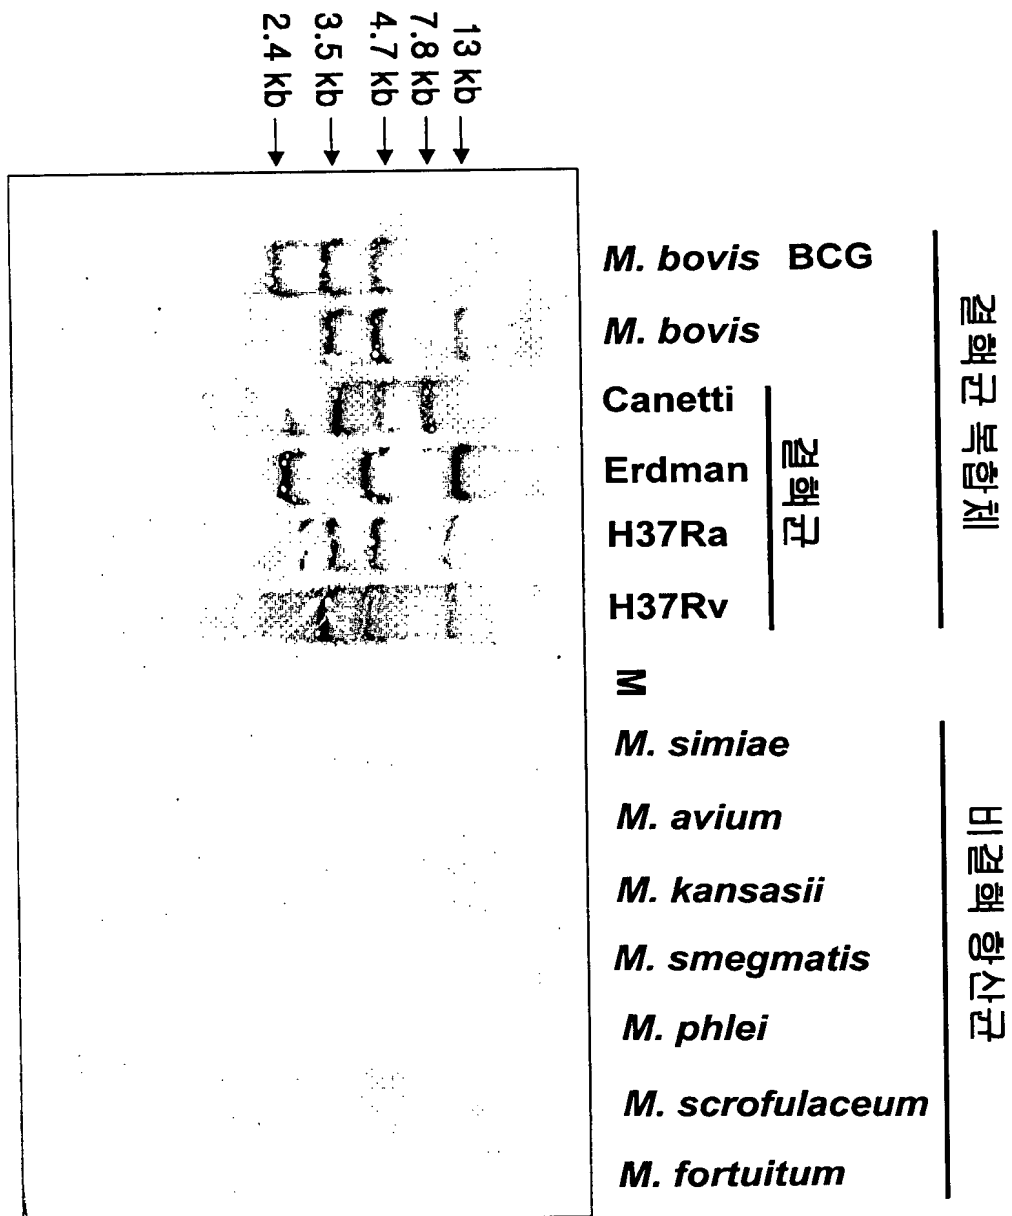 13 kb
7.8 kb
4.7 kb
3.5 kb
2.4 kb
M. bovis BCG
M. bovis
Canetti
Erdman
H37Ra
H37Rv
결핵균
결핵균 복합체
M
M. simiae
M. avium
M. kansasii
M. smegmatis
M. phlei
M. scrofulaceum
M. fortuitum
비결핵 항산균